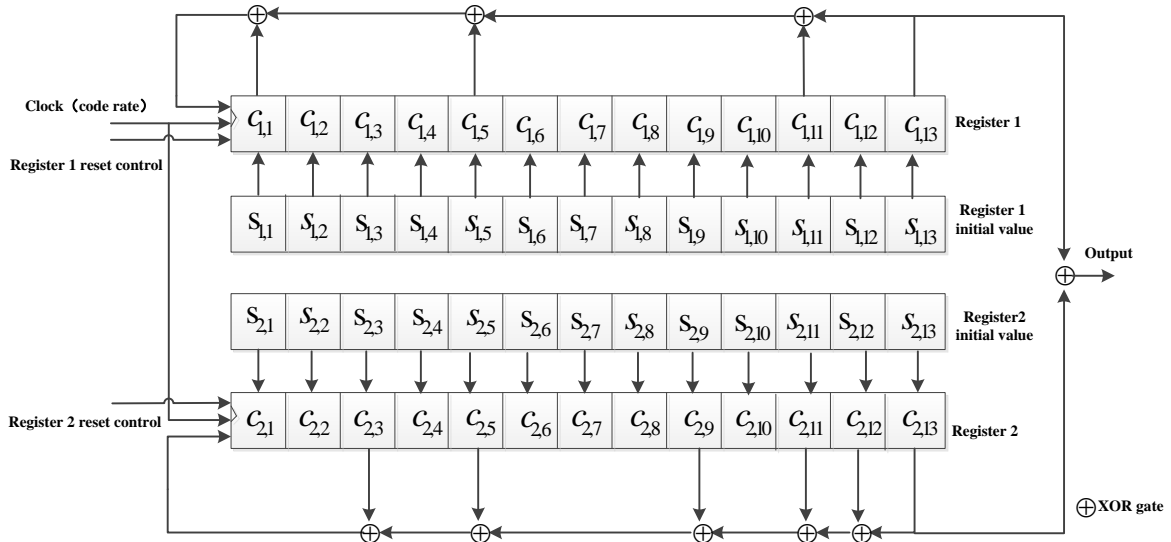 Clock（code rate）
Register 1 reset control
c1,1 c1,2 c1,3 c1,4 c1,5 c1,6 c1,7 c1,8 c1,9 c1,10 c1,11 c1,12 c1,13
Register 1
s1,1 s1,2 s1,3 s1,4 s1,5 s1,6 s1,7 s1,8 s1,9 s1,10 s1,11 s1,12 s1,13
Register 1
initial value
Output
s2,1 s2,2 s2,3 s2,4 s2,5 s2,6 s2,7 s2,8 s2,9 s2,10 s2,11 s2,12 s2,13
Register2
initial value
Register 2 reset control
c2,1 c2,2 c2,3 c2,4 c2,5 c2,6 c2,7 c2,8 c2,9 c2,10 c2,11 c2,12 c2,13
Register 2
XOR gate